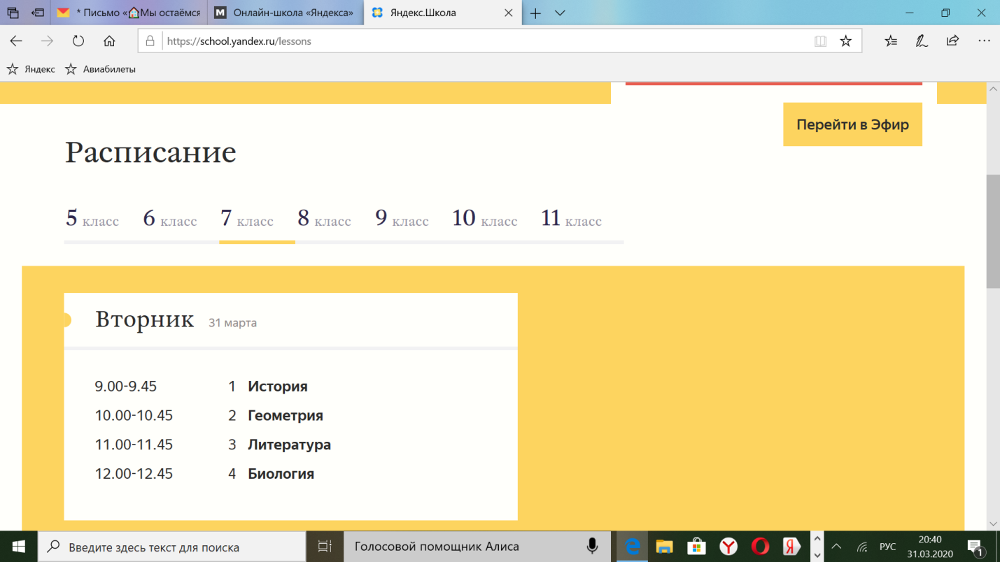 * Письмо «🏠Мы остаёмся
Онлайн-школа «Яндекса»
Яндекс.Школа
https://school.yandex.ru/lessons
Яндекс
Авиабилеты
Перейти в Эфир
Расписание
5 класс 6 класс 7 класс 8 класс 9 класс 10 класс 11 класс
Вторник 31 марта
9.00-9.45 1 История
10.00-10.45 2 Геометрия
11.00-11.45 3 Литература
12.00-12.45 4 Биология
Введите здесь текст для поиска
Голосовой помощник Алиса
РУС
20:40
31.03.2020
1